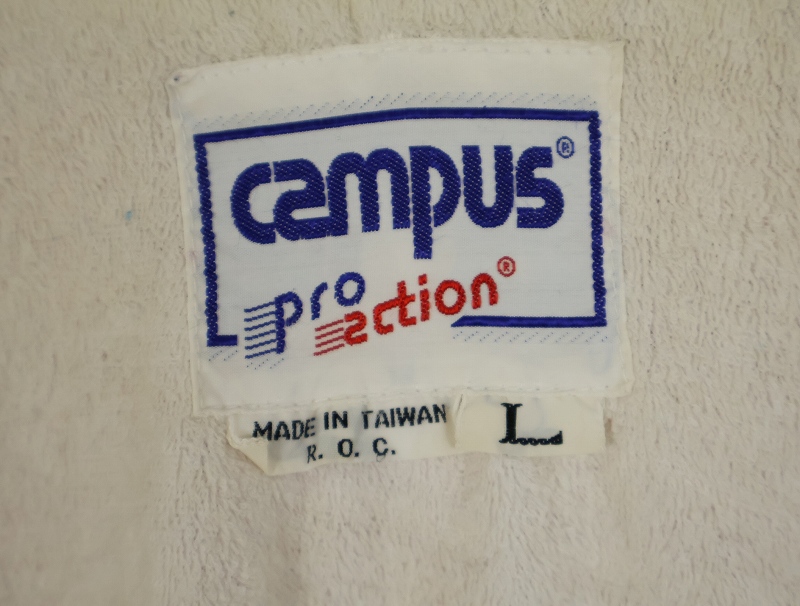 campus®
pro
action®
MADE IN TAIWAN
R. O. C.
L